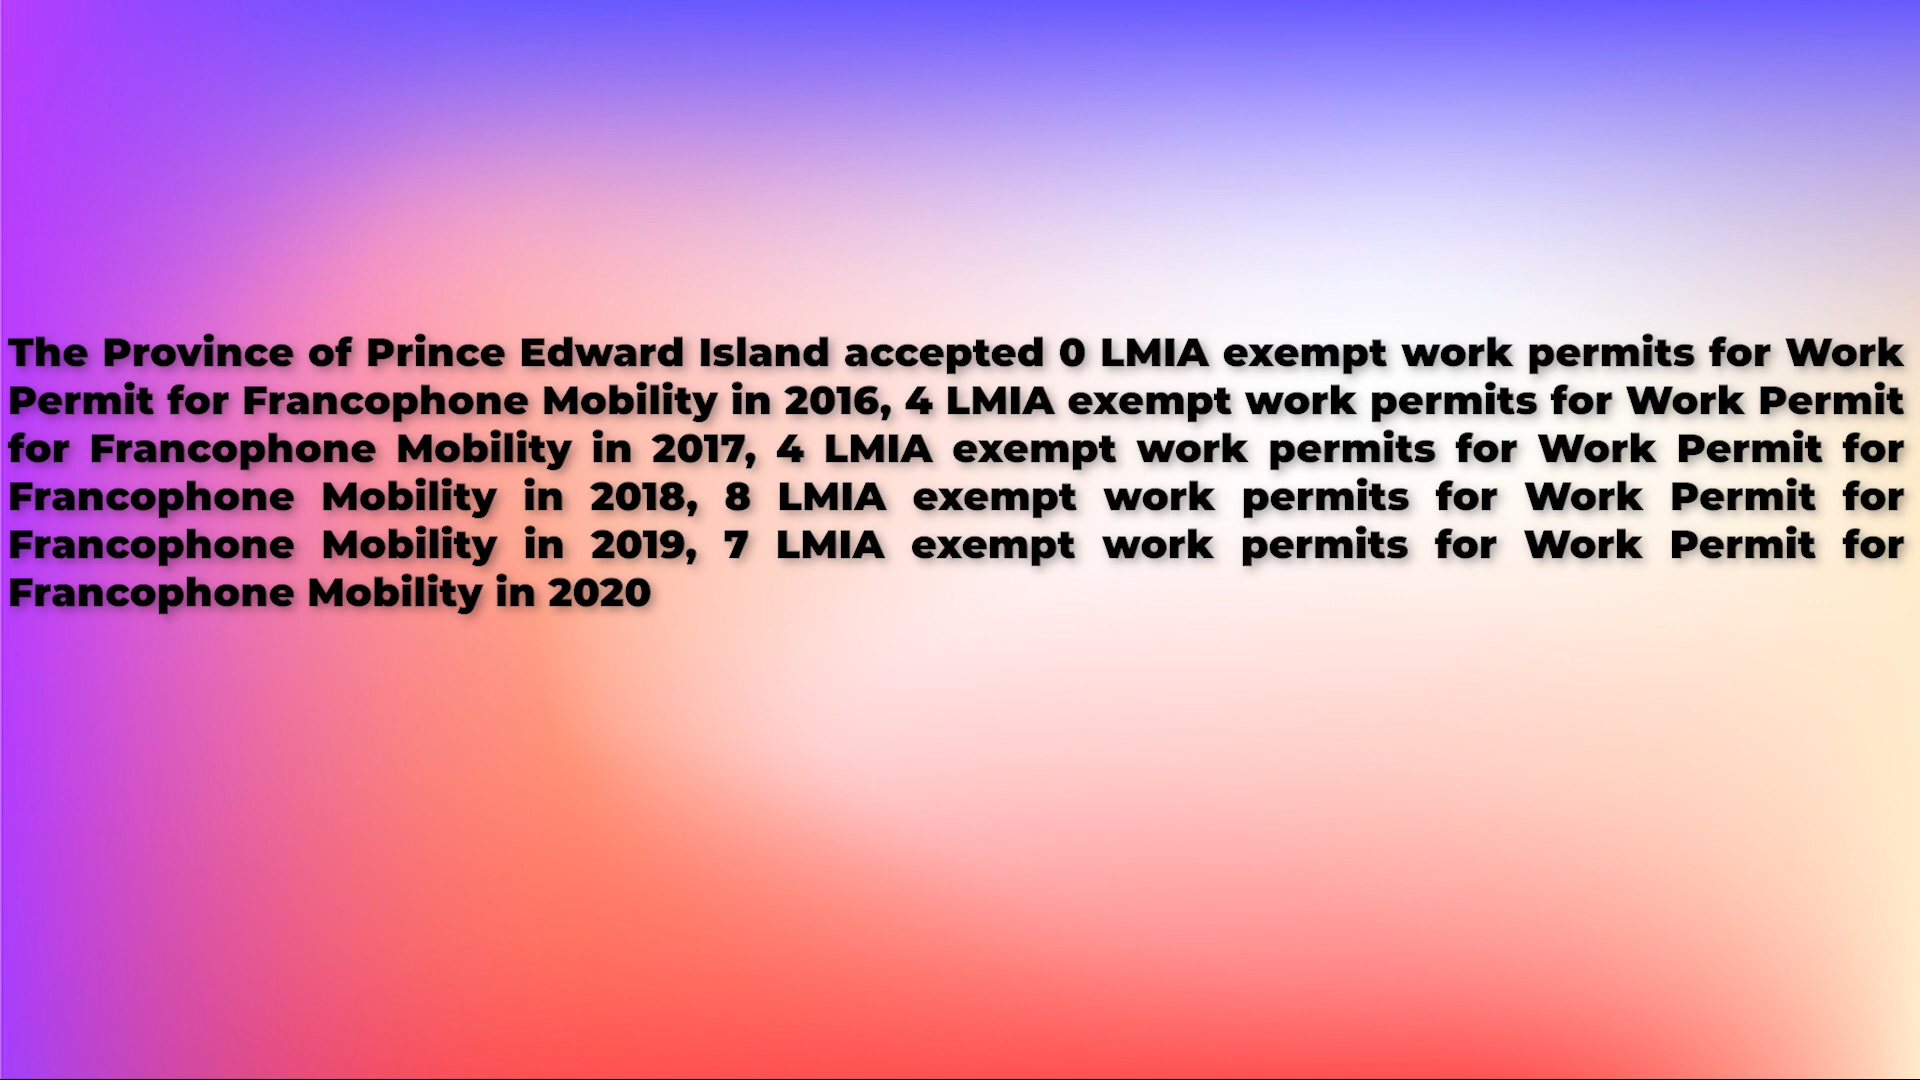 The Province of Prince Edward Island accepted 0 LMIA exempt work permits for Work
Permit for Francophone Mobility in 2016, 4 LMIA exempt work permits for Work Permit
for Francophone Mobility in 2017, 4 LMIA exempt work permits for Work Permit for
Francophone Mobility in 2018, 8 LMIA exempt work permits for Work Permit for
Francophone Mobility in 2019, 7 LMIA exempt work permits for Work Permit for
Francophone Mobility in 2020